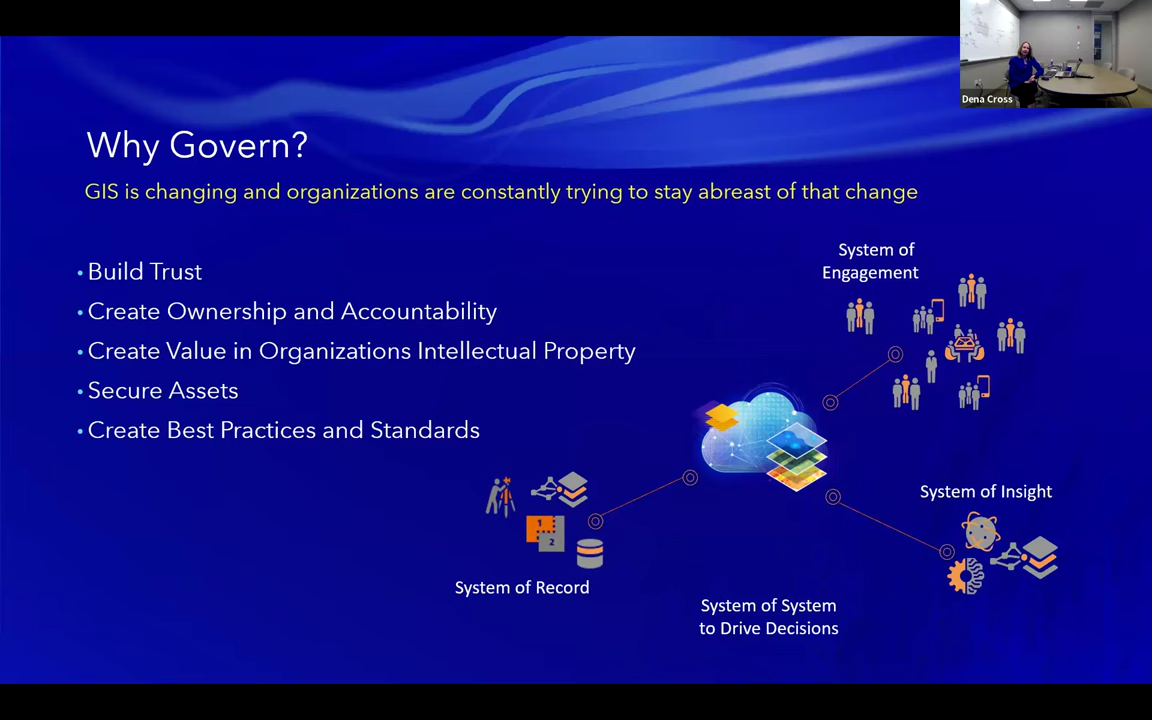 Dena Cross
Why Govern?
GIS is changing and organizations are constantly trying to stay abreast of that change
• Build Trust
• Create Ownership and Accountability
• Create Value in Organizations Intellectual Property
• Secure Assets
• Create Best Practices and Standards
System of
Engagement
System of Insight
1
2
System of Record
System of System
to Drive Decisions